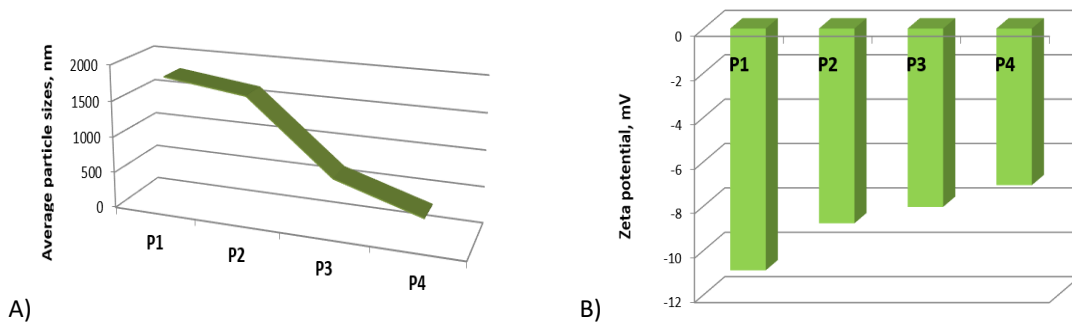 Average particle sizes, nm
2000
1500
1000
500
0
P1
P2
P3
P4
A)
Zeta potential, mV
0
-2
-4
-6
-8
-10
-12
P1
P2
P3
P4
B)